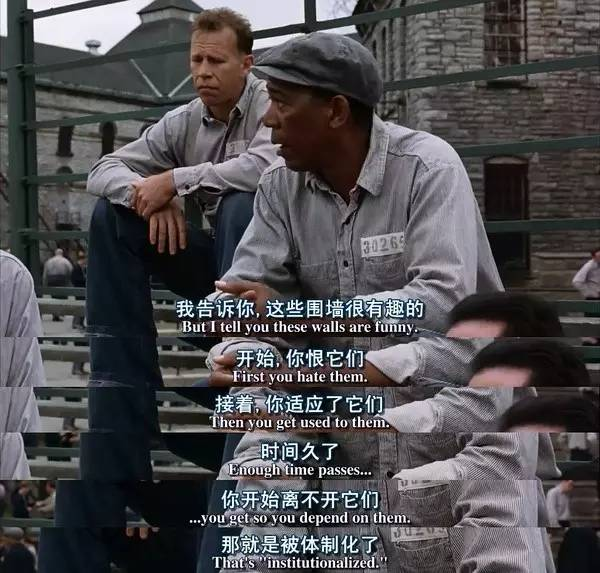 30265
我告诉你, 这些围墙很有趣的
But I tell you these walls are funny.
开始, 你恨它们
First you hate them.
接着, 你适应了它们
Then you get used to them.
时间久了
Enough time passes...
你开始离不开它们
...you get so you depend on them.
那就是被体制化了
That's "institutionalized."